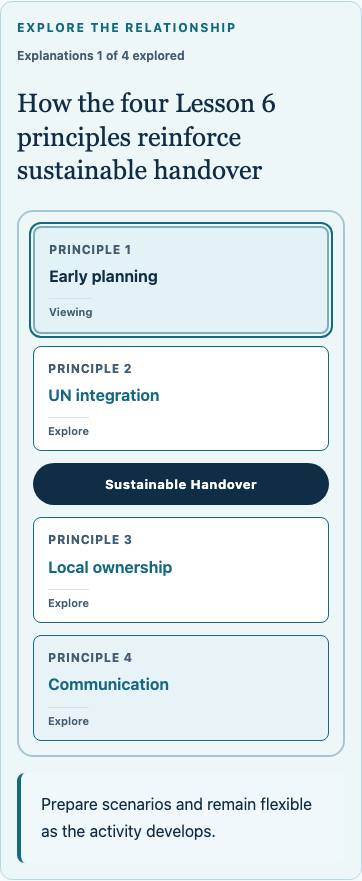 EXPLORE THE RELATIONSHIP
Explanations 1 of 4 explored
How the four Lesson 6
principles reinforce
sustainable handover
PRINCIPLE 1
Early planning
Viewing
PRINCIPLE 2
UN integration
Explore
Sustainable Handover
PRINCIPLE 3
Local ownership
Explore
PRINCIPLE 4
Communication
Explore
Prepare scenarios and remain flexible
as the activity develops.